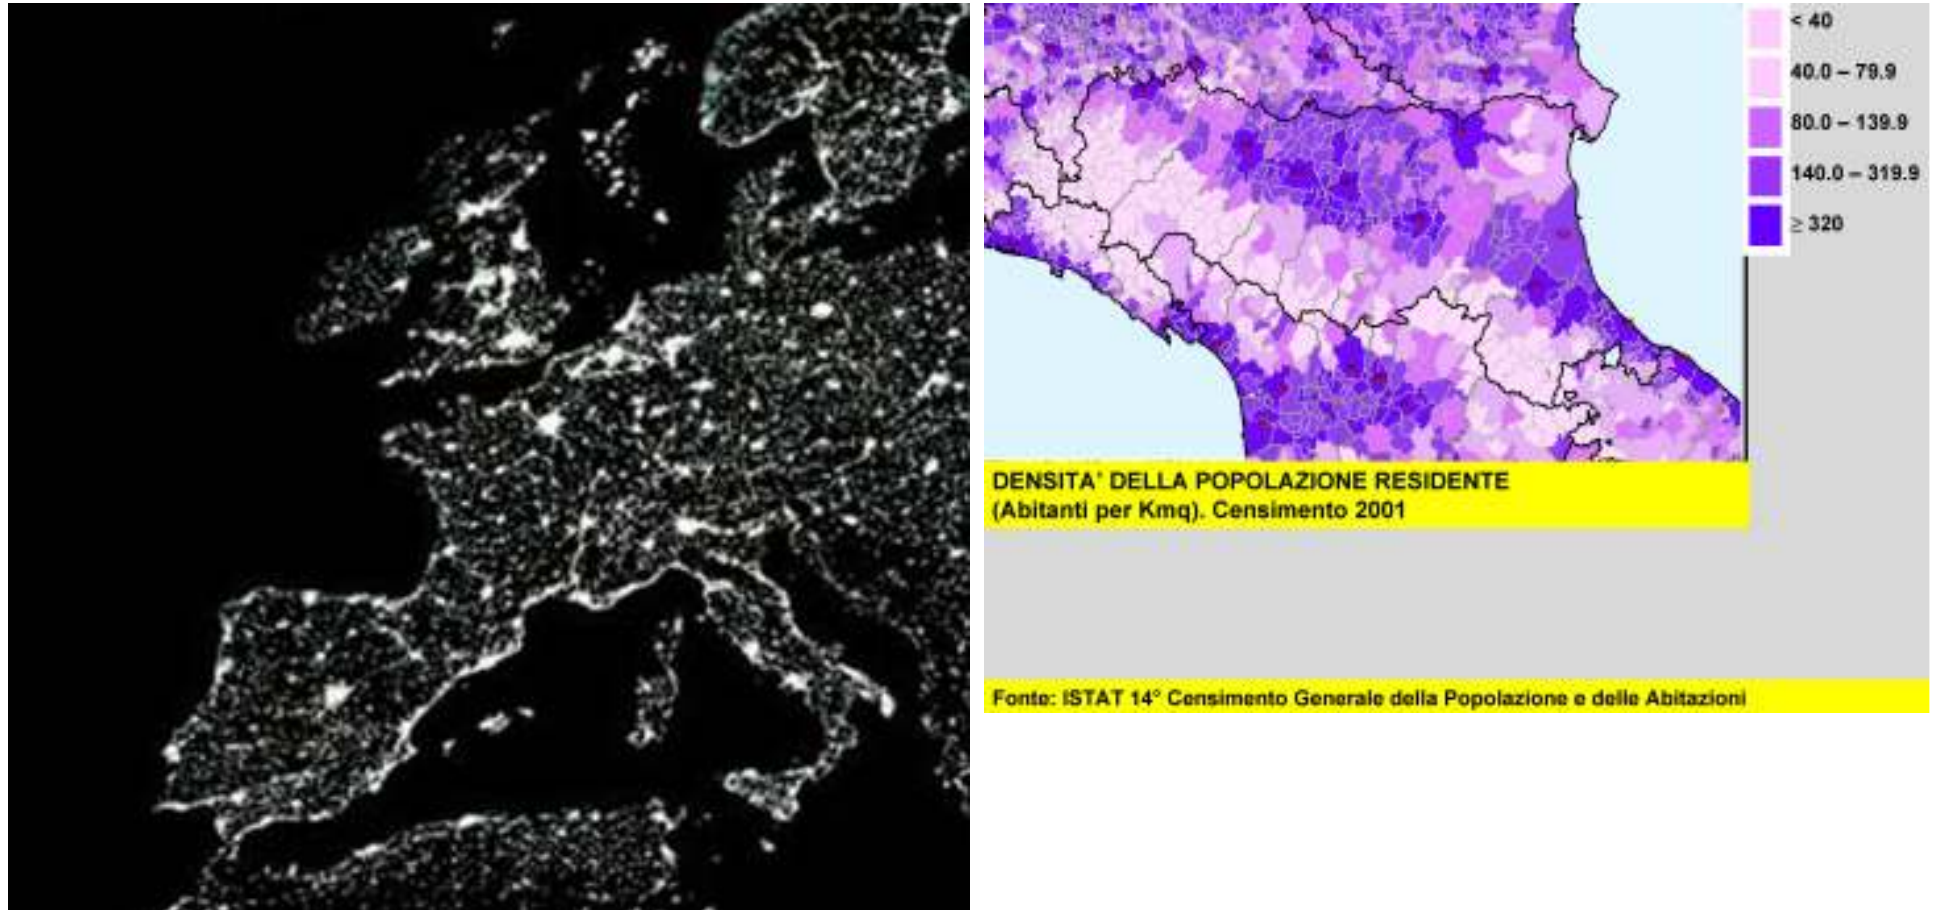 < 40
40.0 – 79.9
80.0 – 139.9
140.0 – 319.9
≥ 320
DENSITA' DELLA POPOLAZIONE RESIDENTE
(Abitanti per Kmq). Censimento 2001
Fonte: ISTAT 14° Censimento Generale della Popolazione e delle Abitazioni